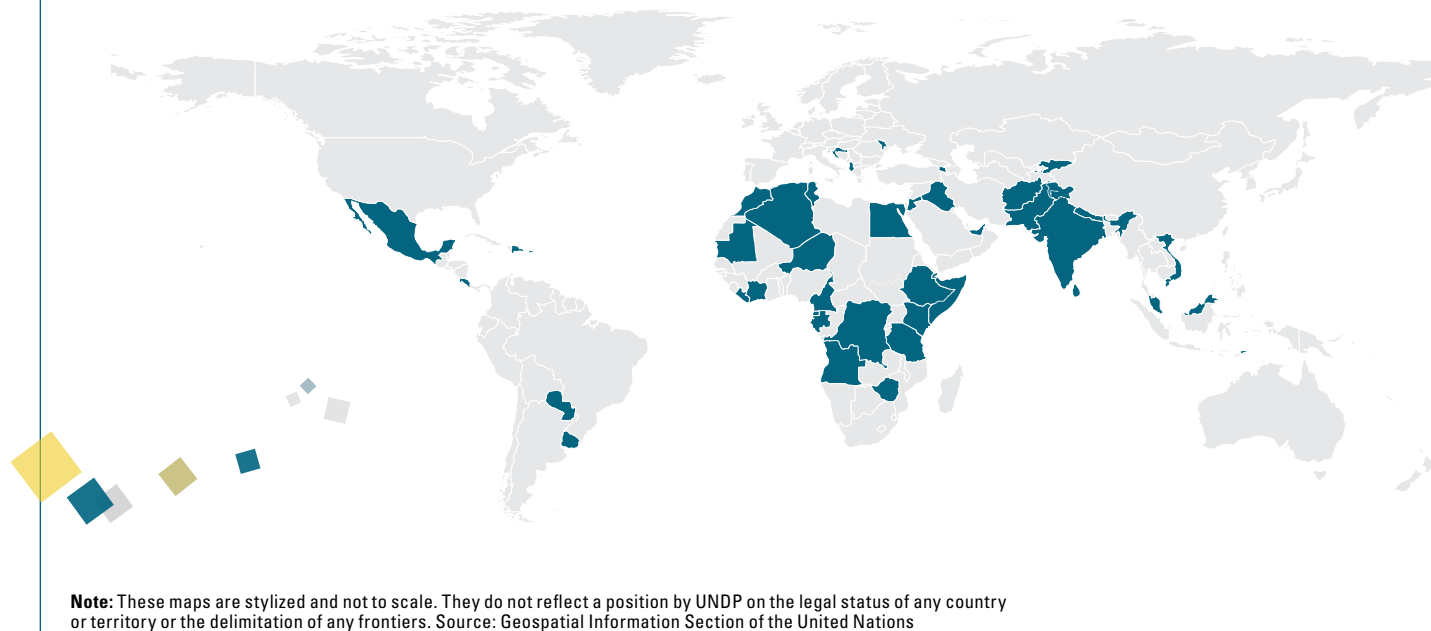 Note: These maps are stylized and not to scale. They do not reflect a position by UNDP on the legal status of any country
or territory or the delimitation of any frontiers. Source: Geospatial Information Section of the United Nations